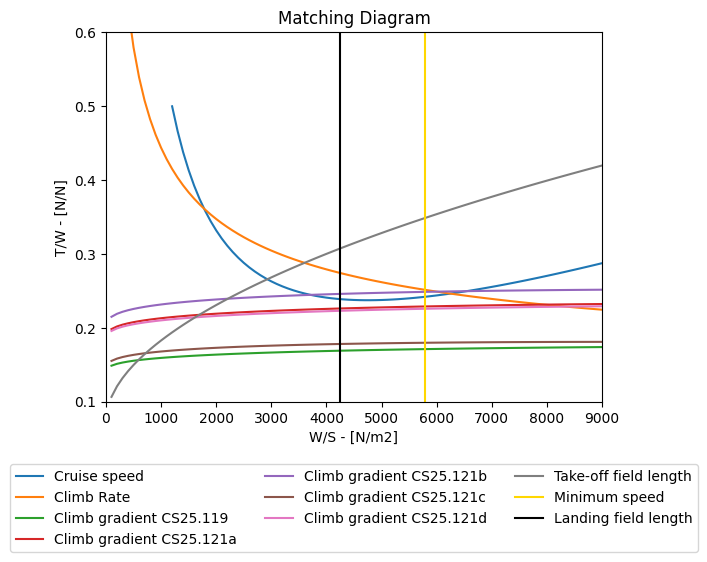 Matching Diagram
0.6
0.5
0.4
0.3
0.2
0.1
T/W - [N/N]
0 1000 2000 3000 4000 5000 6000 7000 8000 9000
W/S - [N/m2]
Cruise speed
Climb Rate
Climb gradient CS25.119
Climb gradient CS25.121a
Climb gradient CS25.121b
Climb gradient CS25.121c
Climb gradient CS25.121d
Take-off field length
Minimum speed
Landing field length